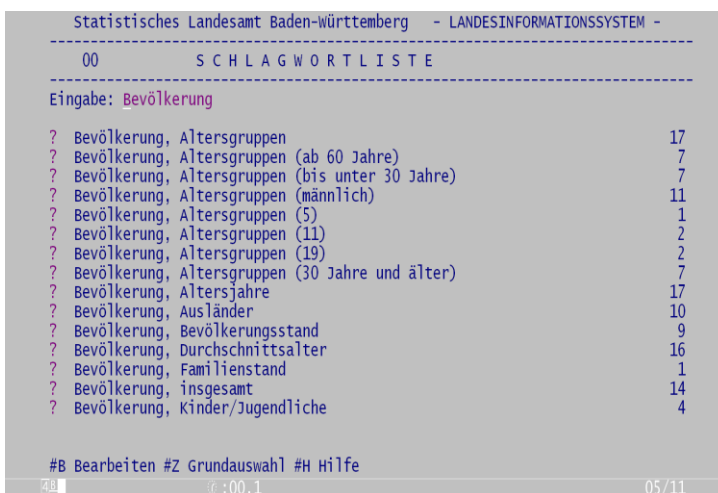 Statistisches Landesamt Baden-Württemberg - LANDESINFORMATIONSSYSTEM -
--------------------------------------------------------------------------------
00 S C H L A G W O R T L I S T E
--------------------------------------------------------------------------------
Eingabe: Bevölkerung
? Bevölkerung, Altersgruppen 17
? Bevölkerung, Altersgruppen (ab 60 Jahre) 7
? Bevölkerung, Altersgruppen (bis unter 30 Jahre) 7
? Bevölkerung, Altersgruppen (männlich) 11
? Bevölkerung, Altersgruppen (5) 1
? Bevölkerung, Altersgruppen (11) 2
? Bevölkerung, Altersgruppen (19) 2
? Bevölkerung, Altersgruppen (30 Jahre und älter) 7
? Bevölkerung, Altersjahre 17
? Bevölkerung, Ausländer 10
? Bevölkerung, Bevölkerungsstand 9
? Bevölkerung, Durchschnittsalter 16
? Bevölkerung, Familienstand 1
? Bevölkerung, insgesamt 14
? Bevölkerung, Kinder/Jugendliche 4
#B Bearbeiten #Z Grundauswahl #H Hilfe
:00.1 05/11